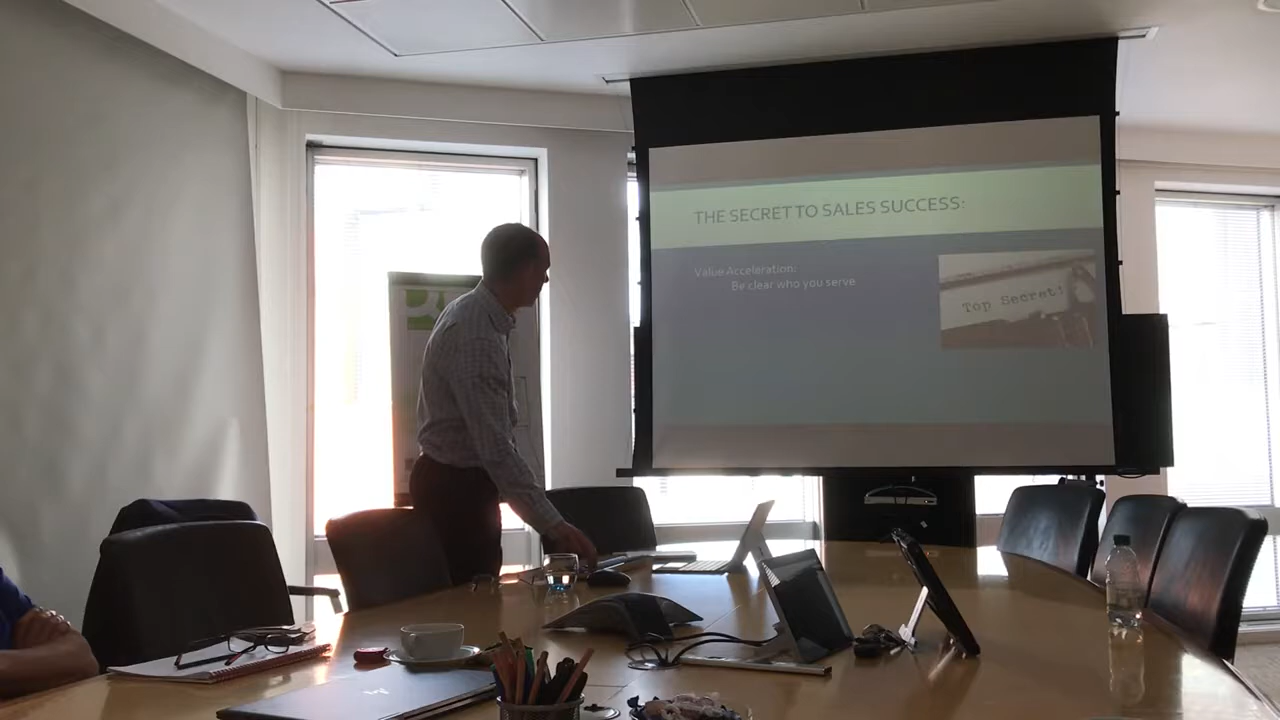 THE SECRET TO SALES SUCCESS:
Value Acceleration:
Be clear who you serve
Top Secret!